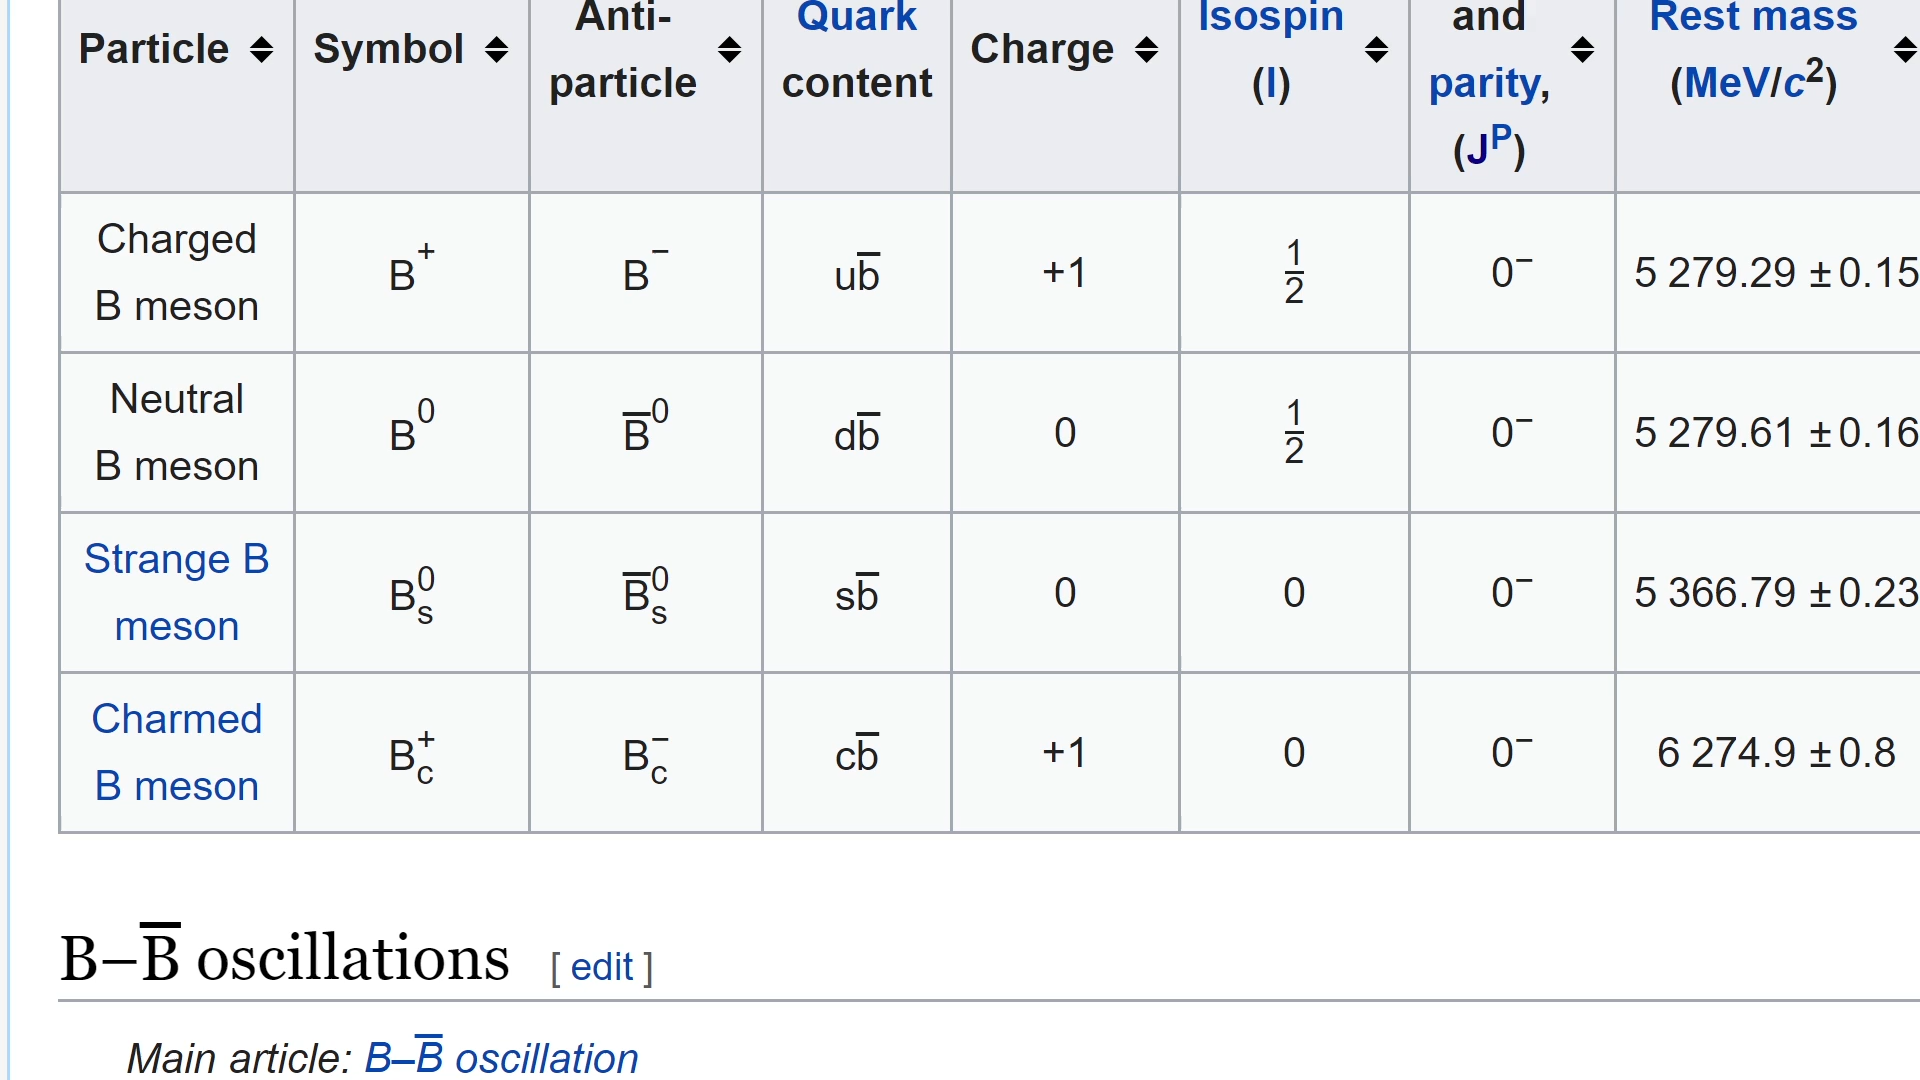 Particle Symbol Anti-particle Quark content Charge Isospin (I) and parity, (J^P) Rest mass (MeV/c²)
Charged B meson B⁺ B⁻ ub̅ +1 1/2 0⁻ 5 279.29 ±0.15
Neutral B meson B⁰ B̅⁰ db̅ 0 1/2 0⁻ 5 279.61 ±0.16
Strange B meson B⁰ₛ B̅⁰ₛ sb̅ 0 0 0⁻ 5 366.79 ±0.23
Charmed B meson B_c⁺ B_c⁻ cb̅ +1 0 0⁻ 6 274.9 ±0.8
B–B̅ oscillations [ edit ]
Main article: B–B̅ oscillation